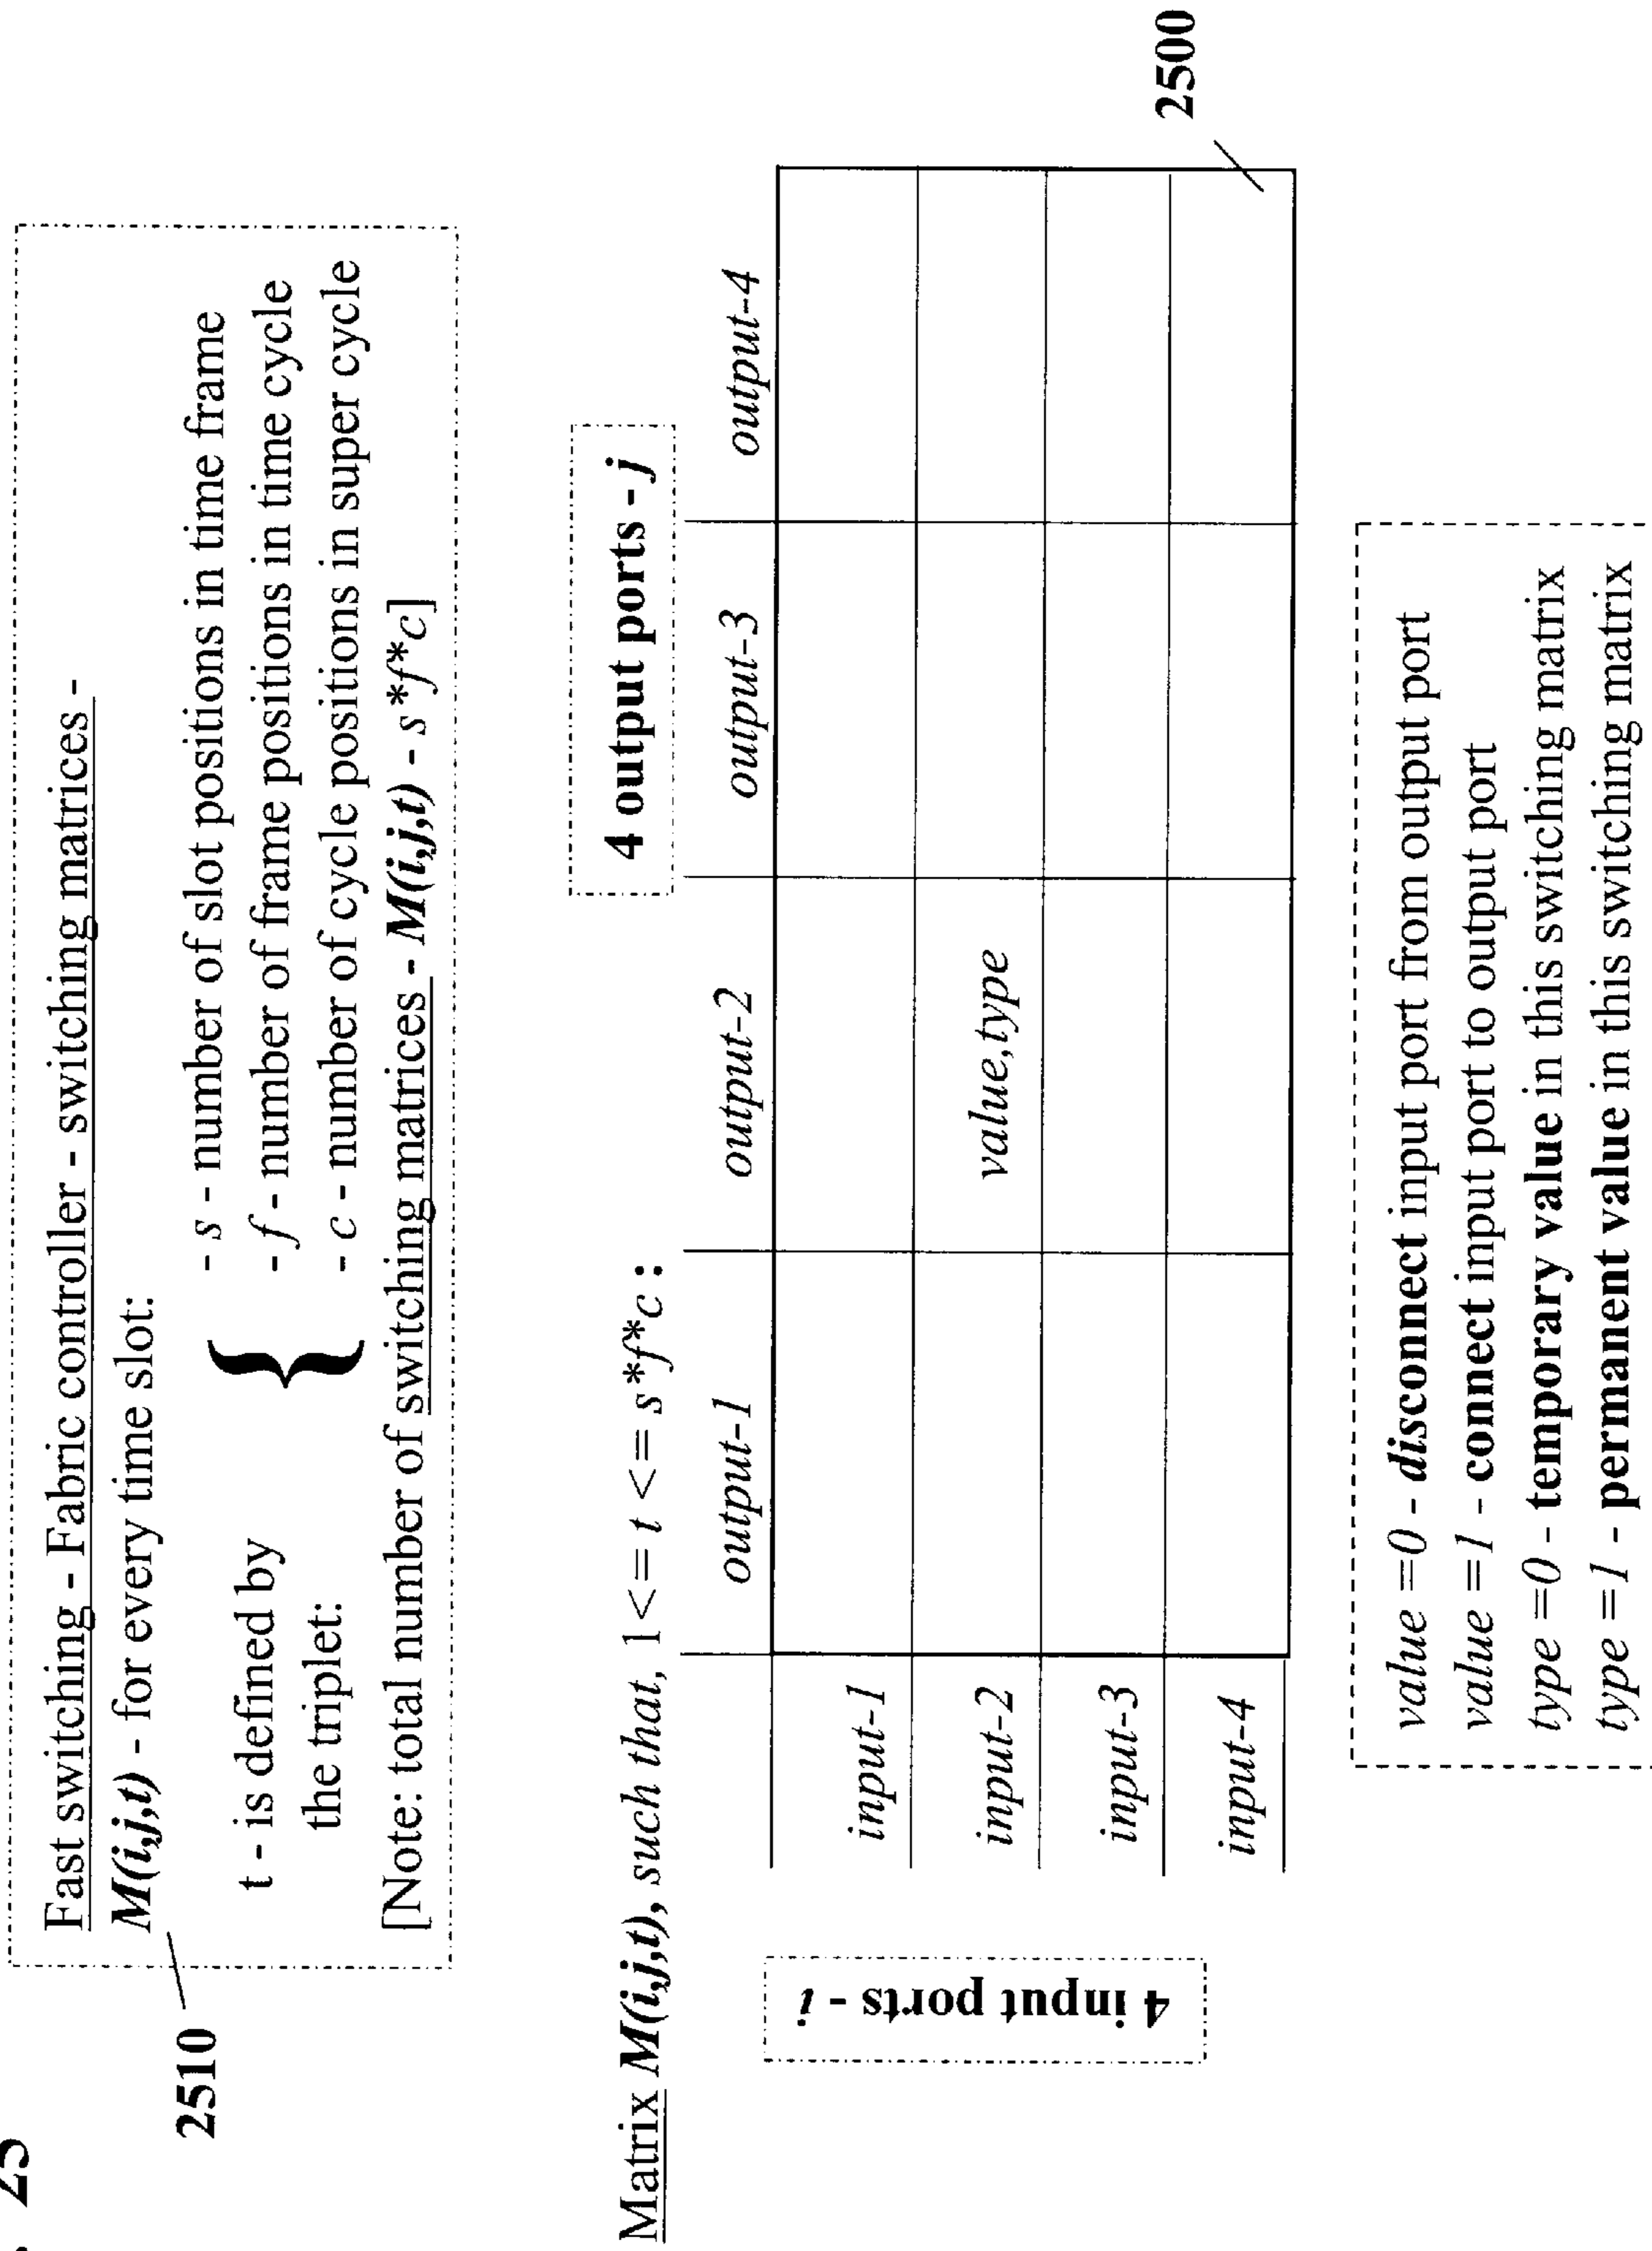 25
Fast switching - Fabric controller - switching matrices -
M(i,j,t) - for every time slot:
2510
t - is defined by
the triplet:
- s - number of slot positions in time frame
- f - number of frame positions in time cycle
- c - number of cycle positions in super cycle
[Note: total number of switching matrices - M(i,j,t) - s*f*c]
Matrix M(i,j,t), such that, 1<= t <= s*f*c :
4 output ports - j
output-1 output-2 output-3 output-4
4 input ports - i
input-1
input-2 value,type
input-3
input-4
2500
value =0 - disconnect input port from output port
value =1 - connect input port to output port
type =0 - temporary value in this switching matrix
type =1 - permanent value in this switching matrix